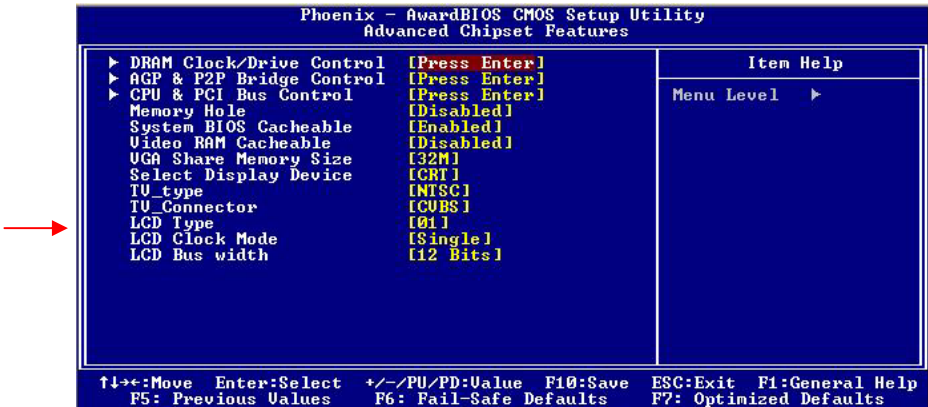 Phoenix - AwardBIOS CMOS Setup Utility
Advanced Chipset Features
► DRAM Clock/Drive Control [Press Enter]
► AGP & P2P Bridge Control [Press Enter]
► CPU & PCI Bus Control [Press Enter]
Memory Hole [Disabled]
System BIOS Cacheable [Enabled]
Video RAM Cacheable [Disabled]
VGA Share Memory Size [32M]
Select Display Device [CRT]
TV_type [NTSC]
TV_Connector [CVBS]
LCD Type [01]
LCD Clock Mode [Single]
LCD Bus width [12 Bits]
Item Help
Menu Level ►
↑↓→←:Move Enter:Select +/-/PU/PD:Value F10:Save ESC:Exit F1:General Help
F5: Previous Values F6: Fail-Safe Defaults F7: Optimized Defaults